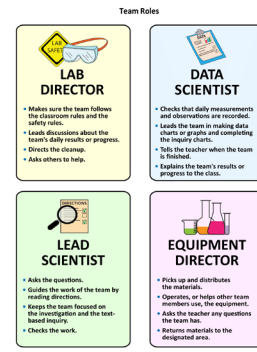 Team Roles
LAB
SAFETY
LAB
DIRECTOR
• Makes sure the team follows
the classroom rules and the
safety rules.
• Leads discussions about the
team's daily results or progress.
• Directs the cleanup.
• Asks others to help.
DATA
SCIENTIST
• Checks that daily measurements
and observations are recorded.
• Leads the team in making data
charts or graphs and completing
the inquiry charts.
• Tells the teacher when the team
is finished.
• Explains the team's results or
progress to the class.
DIRECTIONS
LEAD
SCIENTIST
• Asks the questions.
• Guides the work of the team by
reading directions.
• Keeps the team focused on
the investigation and the text-
based inquiry.
• Checks the work.
EQUIPMENT
DIRECTOR
• Picks up and distributes
the materials.
• Operates, or helps other team
members use, the equipment.
• Asks the teacher any questions
the team has.
• Returns materials to the
designated area.